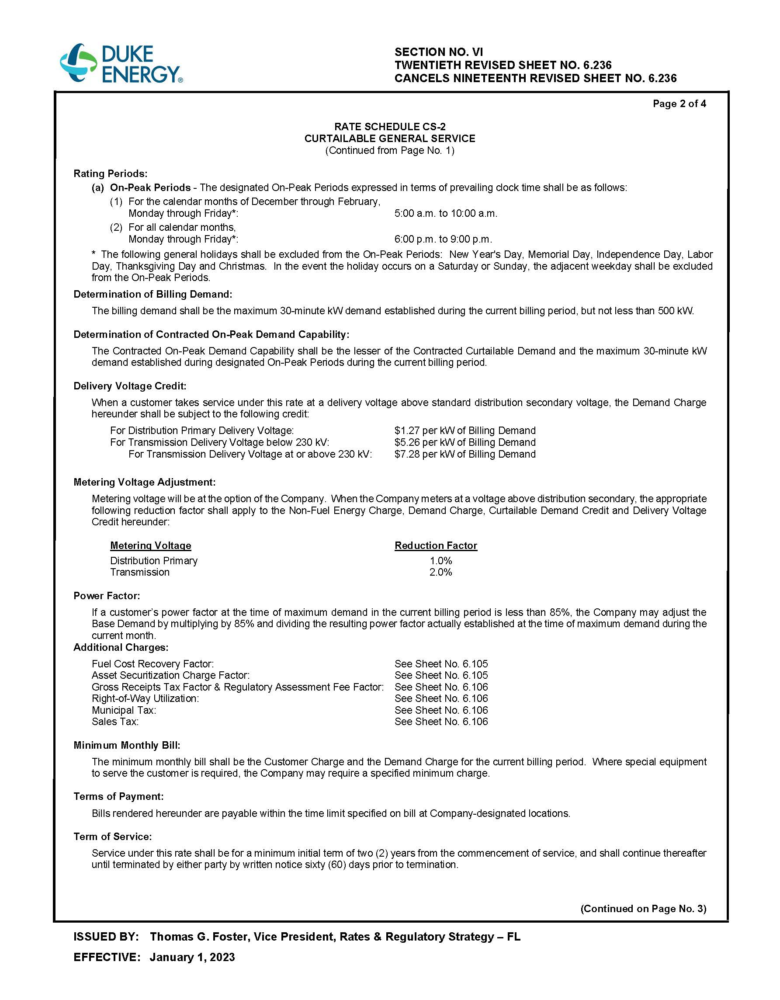 DUKE
ENERGY®
SECTION NO. VI
TWENTIETH REVISED SHEET NO. 6.236
CANCELS NINETEENTH REVISED SHEET NO. 6.236
Page 2 of 4
RATE SCHEDULE CS-2
CURTAILABLE GENERAL SERVICE
(Continued from Page No. 1)
Rating Periods:
(a) On-Peak Periods - The designated On-Peak Periods expressed in terms of prevailing clock time shall be as follows:
(1) For the calendar months of December through February,
Monday through Friday*: 5:00 a.m. to 10:00 a.m.
(2) For all calendar months,
Monday through Friday*: 6:00 p.m. to 9:00 p.m.
* The following general holidays shall be excluded from the On-Peak Periods: New Year's Day, Memorial Day, Independence Day, Labor
Day, Thanksgiving Day and Christmas. In the event the holiday occurs on a Saturday or Sunday, the adjacent weekday shall be excluded
from the On-Peak Periods.
Determination of Billing Demand:
The billing demand shall be the maximum 30-minute kW demand established during the current billing period, but not less than 500 kW.
Determination of Contracted On-Peak Demand Capability:
The Contracted On-Peak Demand Capability shall be the lesser of the Contracted Curtailable Demand and the maximum 30-minute kW
demand established during designated On-Peak Periods during the current billing period.
Delivery Voltage Credit:
When a customer takes service under this rate at a delivery voltage above standard distribution secondary voltage, the Demand Charge
hereunder shall be subject to the following credit:
For Distribution Primary Delivery Voltage: $1.27 per kW of Billing Demand
For Transmission Delivery Voltage below 230 kV: $5.26 per kW of Billing Demand
For Transmission Delivery Voltage at or above 230 kV: $7.28 per kW of Billing Demand
Metering Voltage Adjustment:
Metering voltage will be at the option of the Company. When the Company meters at a voltage above distribution secondary, the appropriate
following reduction factor shall apply to the Non-Fuel Energy Charge, Demand Charge, Curtailable Demand Credit and Delivery Voltage
Credit hereunder:
Metering Voltage Reduction Factor
Distribution Primary 1.0%
Transmission 2.0%
Power Factor:
If a customer’s power factor at the time of maximum demand in the current billing period is less than 85%, the Company may adjust the
Base Demand by multiplying by 85% and dividing the resulting power factor actually established at the time of maximum demand during the
current month.
Additional Charges:
Fuel Cost Recovery Factor: See Sheet No. 6.105
Asset Securitization Charge Factor: See Sheet No. 6.105
Gross Receipts Tax Factor & Regulatory Assessment Fee Factor: See Sheet No. 6.106
Right-of-Way Utilization: See Sheet No. 6.106
Municipal Tax: See Sheet No. 6.106
Sales Tax: See Sheet No. 6.106
Minimum Monthly Bill:
The minimum monthly bill shall be the Customer Charge and the Demand Charge for the current billing period. Where special equipment
to serve the customer is required, the Company may require a specified minimum charge.
Terms of Payment:
Bills rendered hereunder are payable within the time limit specified on bill at Company-designated locations.
Term of Service:
Service under this rate shall be for a minimum initial term of two (2) years from the commencement of service, and shall continue thereafter
until terminated by either party by written notice sixty (60) days prior to termination.
(Continued on Page No. 3)
ISSUED BY: Thomas G. Foster, Vice President, Rates & Regulatory Strategy – FL
EFFECTIVE: January 1, 2023